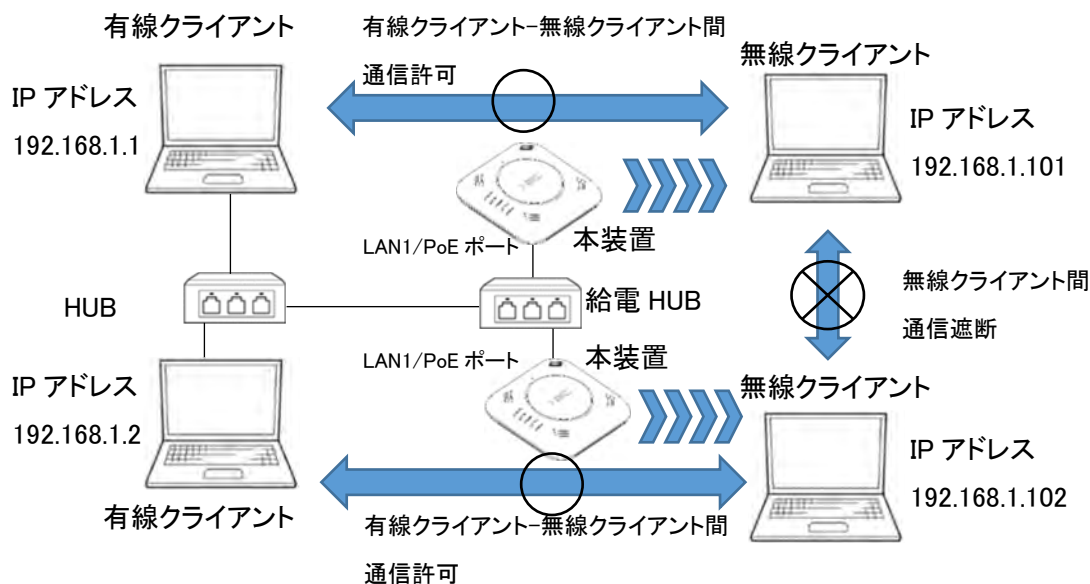 有線クライアント
IP アドレス
192.168.1.1
有線クライアント-無線クライアント間
通信許可
無線クライアント
IP アドレス
192.168.1.101
LAN1/PoE ポート
本装置
HUB
給電 HUB
無線クライアント間
通信遮断
LAN1/PoE ポート
本装置
IP アドレス
192.168.1.2
有線クライアント
無線クライアント
IP アドレス
192.168.1.102
有線クライアント-無線クライアント間
通信許可